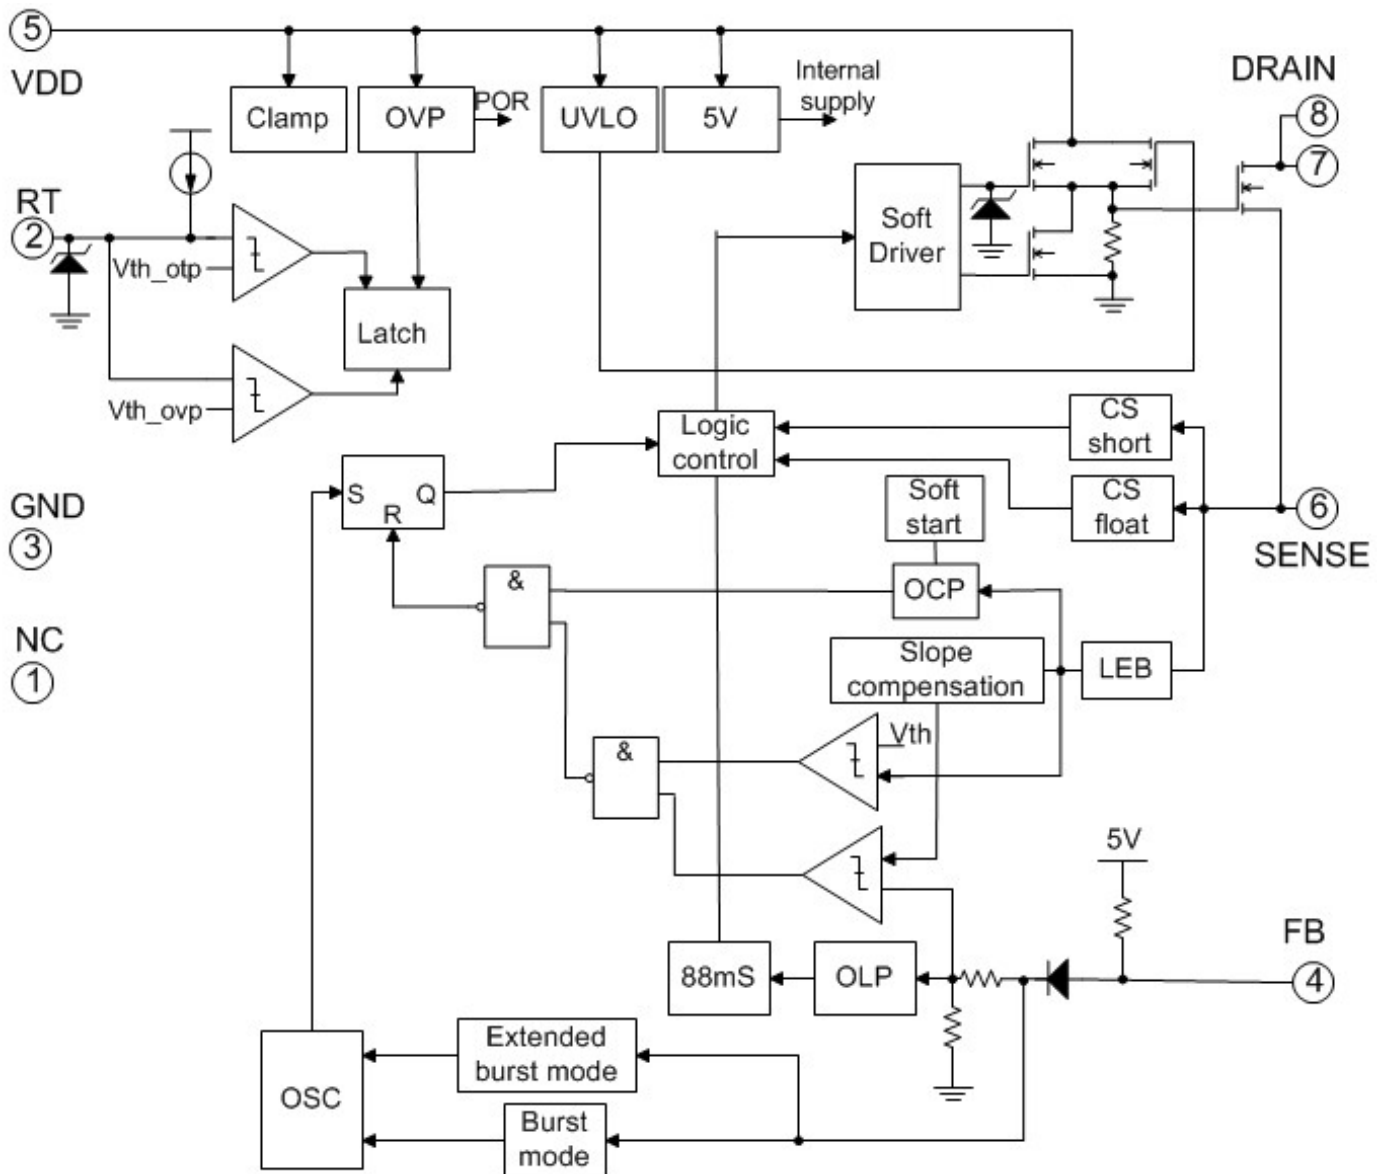 5
VDD
Clamp
OVP
POR
UVLO
5V
Internal
supply
DRAIN
8
7
RT
2
Vth_otp
Soft
Driver
Latch
Vth_ovp
Logic
control
CS
short
S
Q
R
Soft
start
CS
float
6
SENSE
GND
3
&
OCP
NC
1
Slope
compensation
LEB
&
Vth
5V
88mS
OLP
FB
4
Extended
burst mode
OSC
Burst
mode